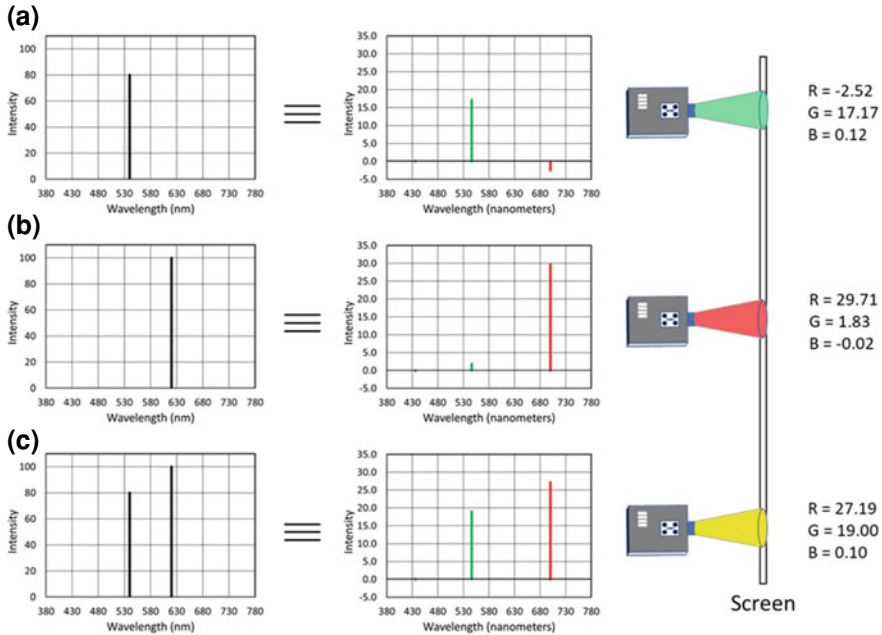 (a)
100
80
60
40
20
0
Intensity
380 430 480 530 580 630 680 730 780
Wavelength (nm)
35.0
30.0
25.0
20.0
15.0
10.0
5.0
0.0
-5.0
Intensity
380 430 480 530 580 630 680 730 780
Wavelength (nanometers)
R = -2.52
G = 17.17
B = 0.12
(b)
100
80
60
40
20
0
Intensity
380 430 480 530 580 630 680 730 780
Wavelength (nm)
35.0
30.0
25.0
20.0
15.0
10.0
5.0
0.0
-5.0
Intensity
380 430 480 530 580 630 680 730 780
Wavelength (nanometers)
R = 29.71
G = 1.83
B = -0.02
(c)
100
80
60
40
20
0
Intensity
380 430 480 530 580 630 680 730 780
Wavelength (nm)
35.0
30.0
25.0
20.0
15.0
10.0
5.0
0.0
-5.0
Intensity
380 430 480 530 580 630 680 730 780
Wavelength (nanometers)
R = 27.19
G = 19.00
B = 0.10
Screen